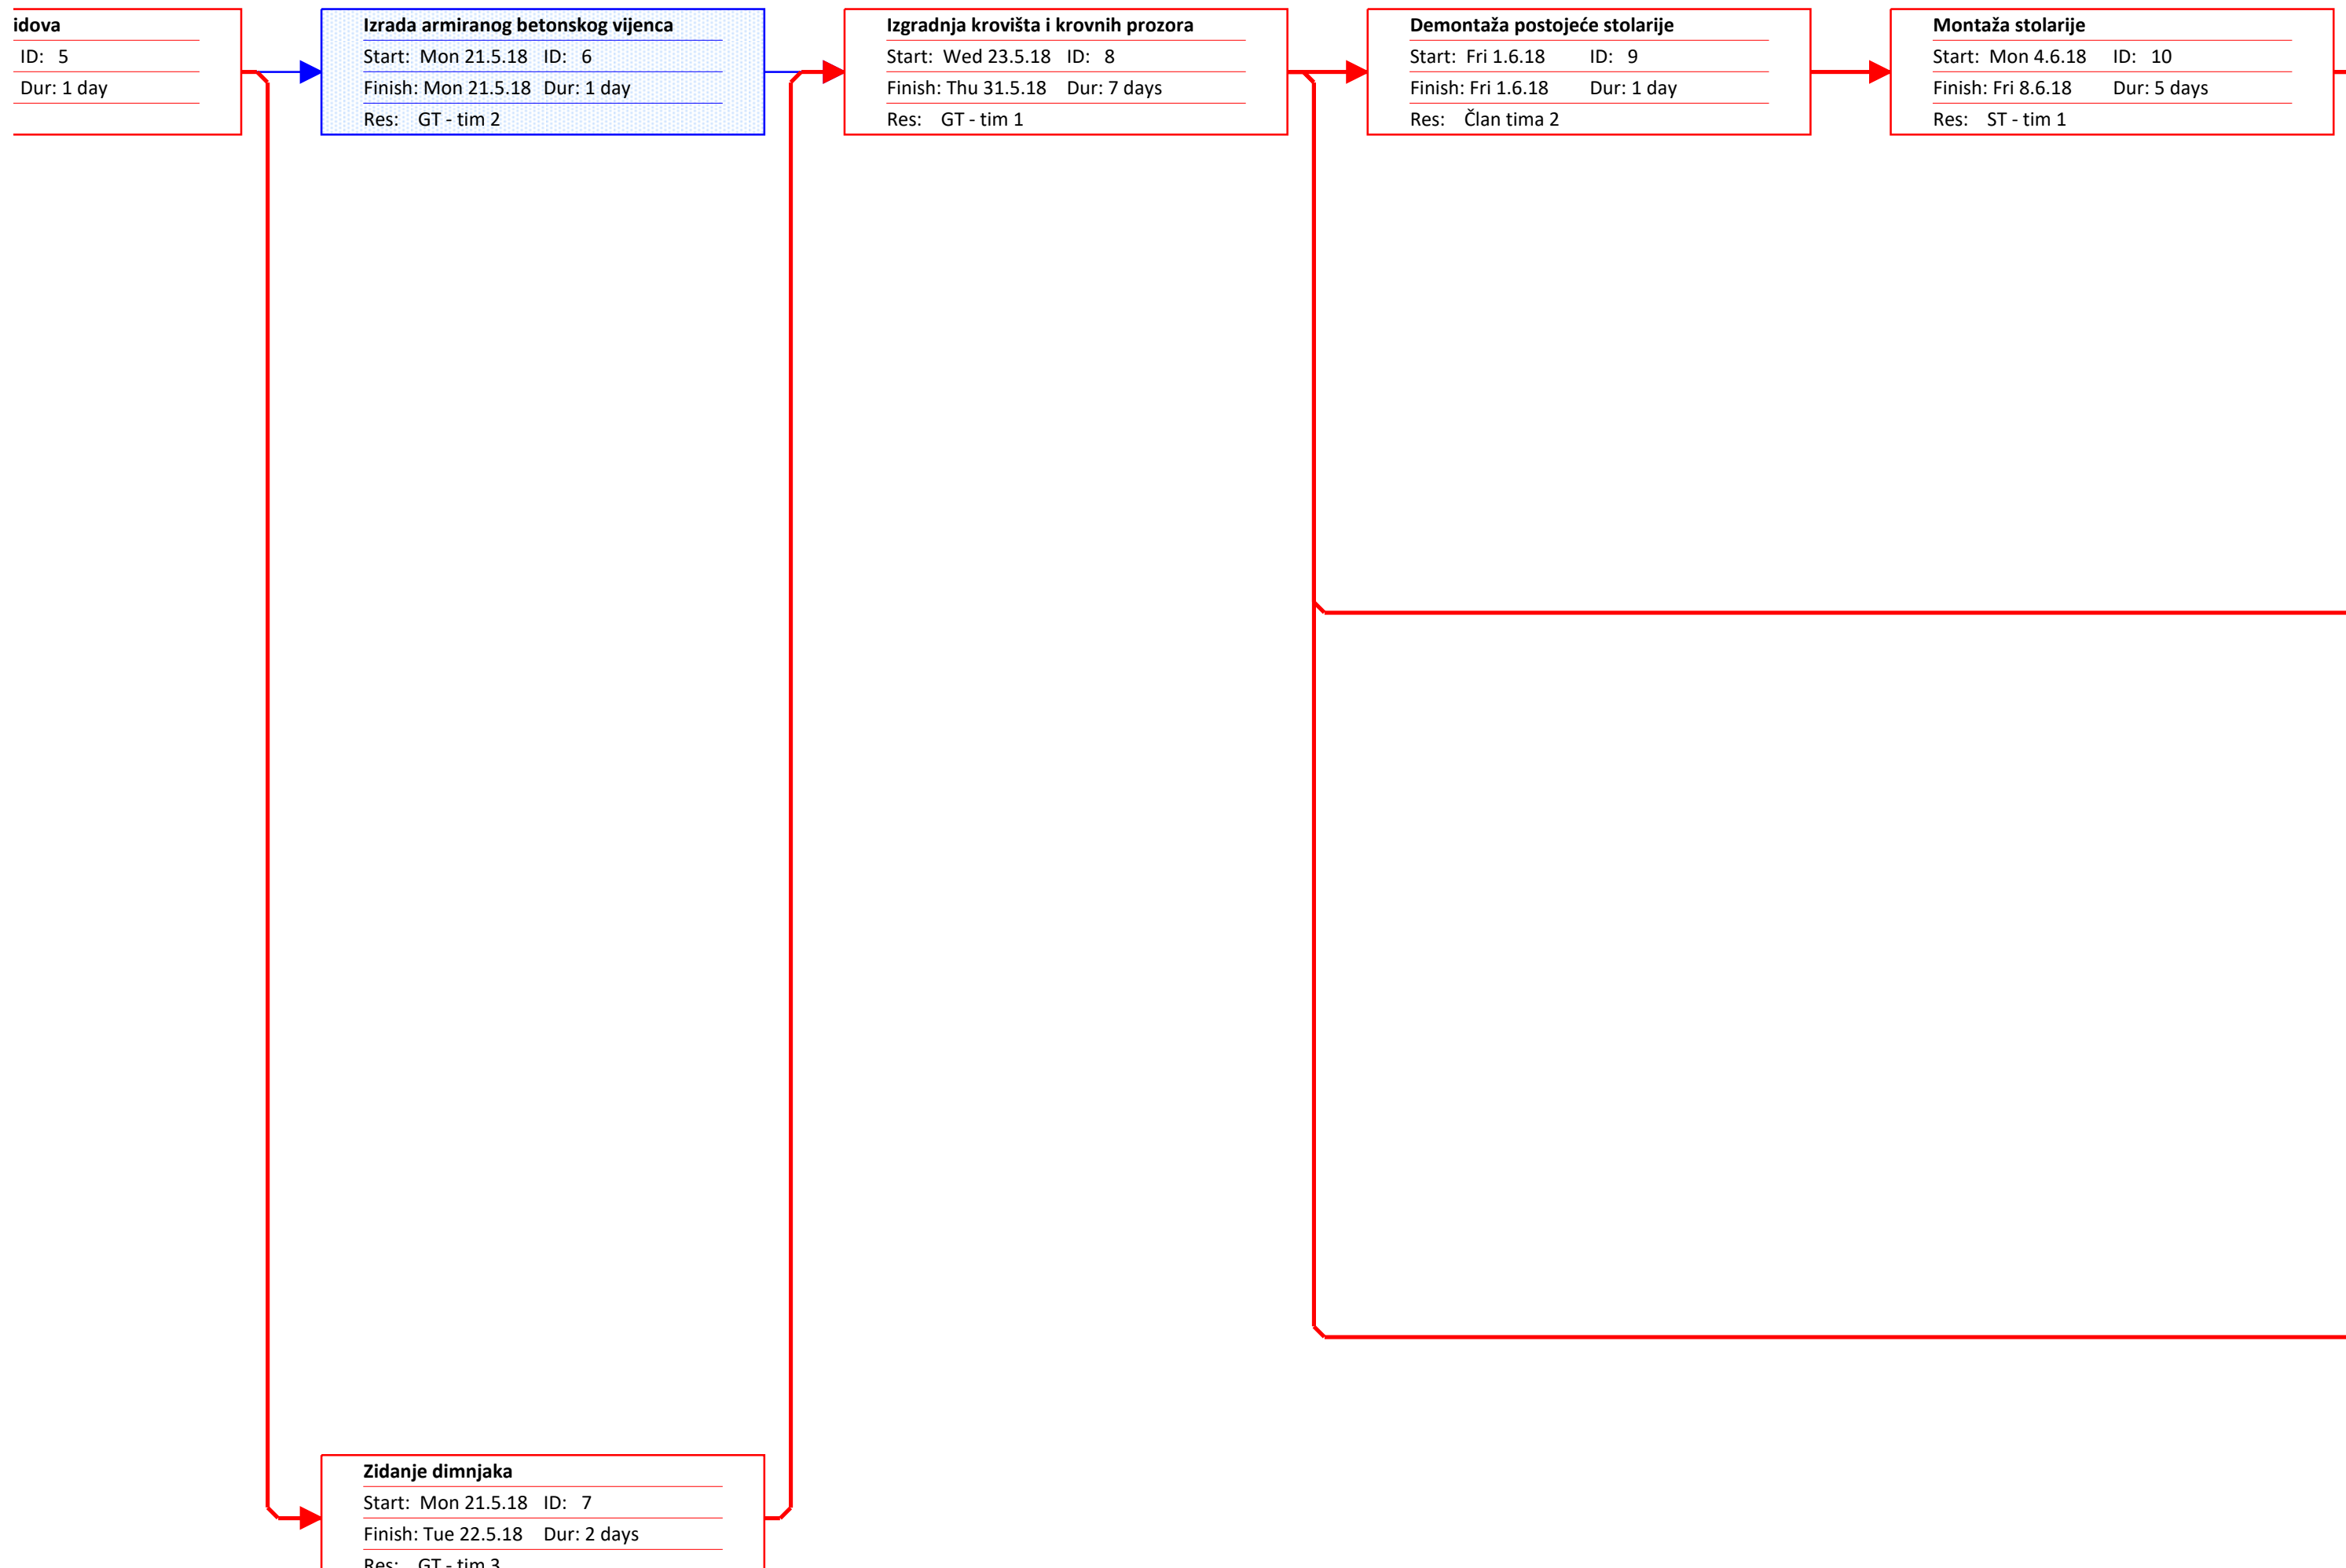 idova
ID: 5
Dur: 1 day
Izrada armiranog betonskog vijenca
Start: Mon 21.5.18 ID: 6
Finish: Mon 21.5.18 Dur: 1 day
Res: GT - tim 2
Izgradnja krovišta i krovnih prozora
Start: Wed 23.5.18 ID: 8
Finish: Thu 31.5.18 Dur: 7 days
Res: GT - tim 1
Demontaža postojeće stolarije
Start: Fri 1.6.18 ID: 9
Finish: Fri 1.6.18 Dur: 1 day
Res: Član tima 2
Montaža stolarije
Start: Mon 4.6.18 ID: 10
Finish: Fri 8.6.18 Dur: 5 days
Res: ST - tim 1
Zidanje dimnjaka
Start: Mon 21.5.18 ID: 7
Finish: Tue 22.5.18 Dur: 2 days
Res: GT - tim 3